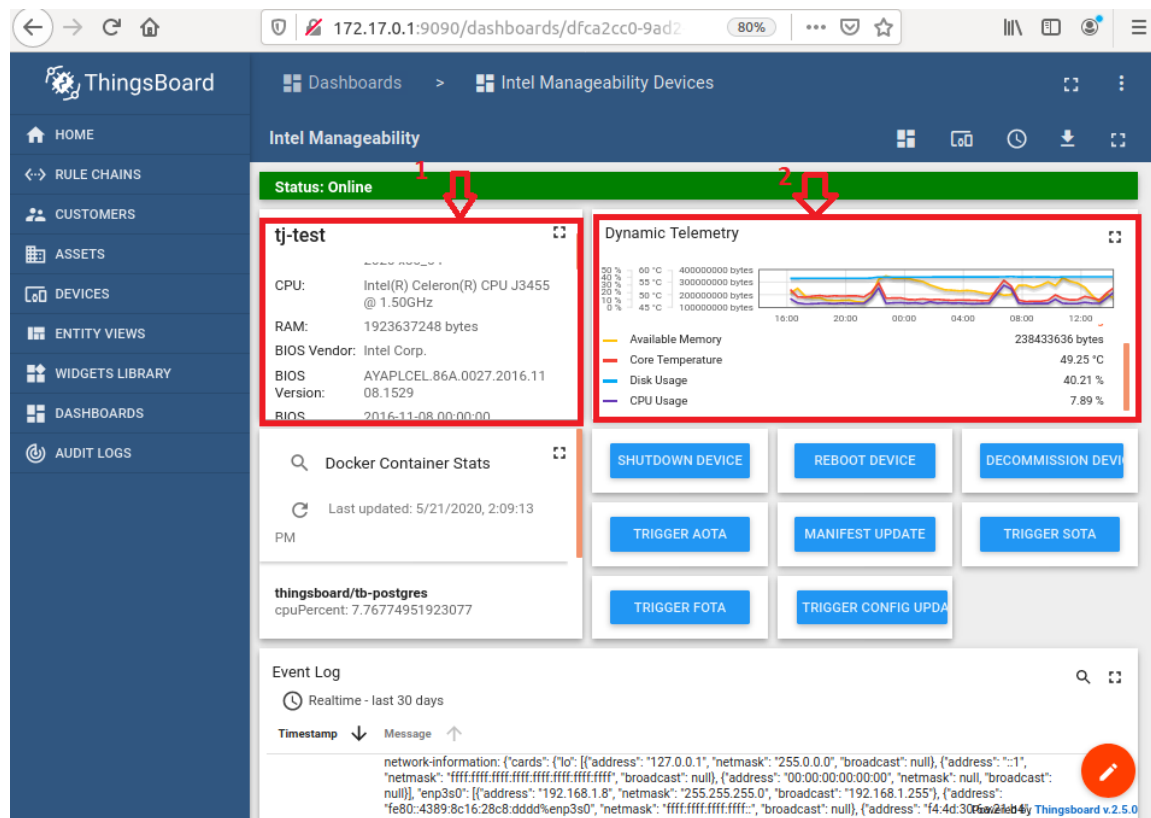 172.17.0.1:9090/dashboards/dfca2cc0-9ad2
80%
ThingsBoard
Dashboards > Intel Manageability Devices
HOME
Intel Manageability
RULE CHAINS
CUSTOMERS
ASSETS
DEVICES
ENTITY VIEWS
WIDGETS LIBRARY
DASHBOARDS
AUDIT LOGS
1
2
Status: Online
tj-test
CPU: Intel(R) Celeron(R) CPU J3455
@ 1.50GHz
RAM: 1923637248 bytes
BIOS Vendor: Intel Corp.
BIOS Version: AYAPLCEL.86A.0027.2016.11
08.1529
BIOS 2016-11-08 00:00:00
Dynamic Telemetry
50 % 60 °C 400000000 bytes
40 %
30 % 55 °C 300000000 bytes
20 % 50 °C 200000000 bytes
10 %
0 % 45 °C 100000000 bytes
16:00 20:00 00:00 04:00 08:00 12:00
Available Memory 238433636 bytes
Core Temperature 49.25 °C
Disk Usage 40.21 %
CPU Usage 7.89 %
Docker Container Stats
Last updated: 5/21/2020, 2:09:13
PM
thingsboard/tb-postgres
cpuPercent: 7.76774951923077
SHUTDOWN DEVICE
REBOOT DEVICE
DECOMMISSION DEVI
TRIGGER AOTA
MANIFEST UPDATE
TRIGGER SOTA
TRIGGER FOTA
TRIGGER CONFIG UPDA
Event Log
Realtime - last 30 days
Timestamp Message
network-information: {"cards": {"lo": [{"address": "127.0.0.1", "netmask": "255.0.0.0", "broadcast": null}, {"address": "::1",
"netmask": "ffff:ffff:ffff:ffff:ffff:ffff:ffff:ffff", "broadcast": null}, {"address": "00:00:00:00:00:00", "netmask": null, "broadcast":
null}], "enp3s0": [{"address": "192.168.1.8", "netmask": "255.255.255.0", "broadcast": "192.168.1.255"}, {"address":
"fe80::4389:8c16:28c8:dddd%enp3s0", "netmask": "ffff:ffff:ffff:ffff::", "broadcast": null}, {"address": "f4:4d:30:
Powered by Thingsboard v.2.5.0